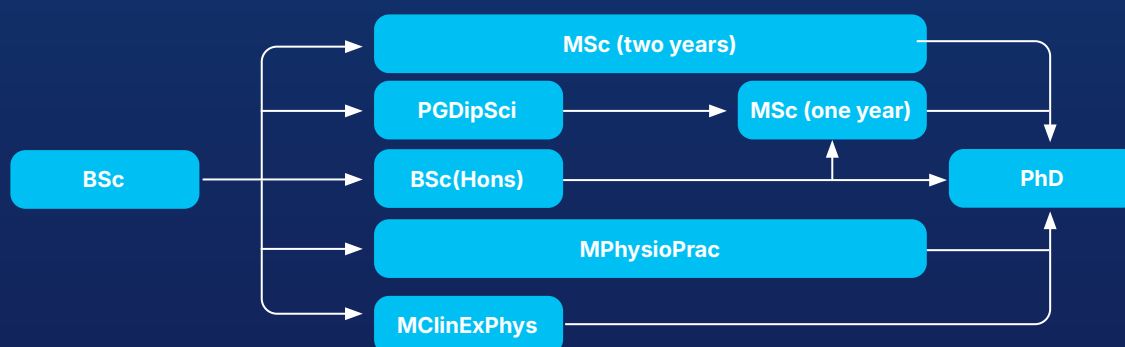 MSc (two years)
PGDipSci
MSc (one year)
BSc
BSc(Hons)
PhD
MPhysioPrac
MClinExPhys